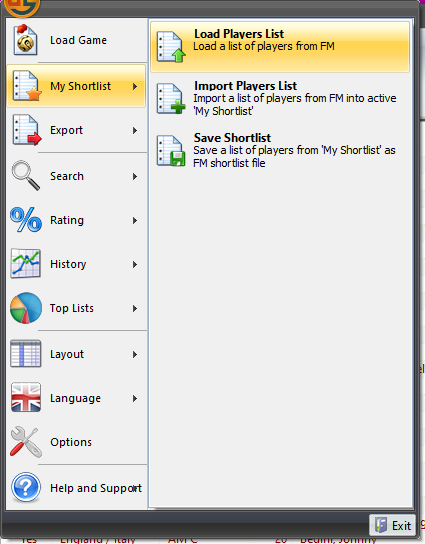 Load Game
My Shortlist
Export
Search
Rating
History
Top Lists
Layout
Language
Options
Help and Support
Load Players List
Load a list of players from FM
Import Players List
Import a list of players from FM into active
'My Shortlist'
Save Shortlist
Save a list of players from 'My Shortlist' as
FM shortlist file
Exit
Yes England / Italy AM C 20 Bedini, Johnny